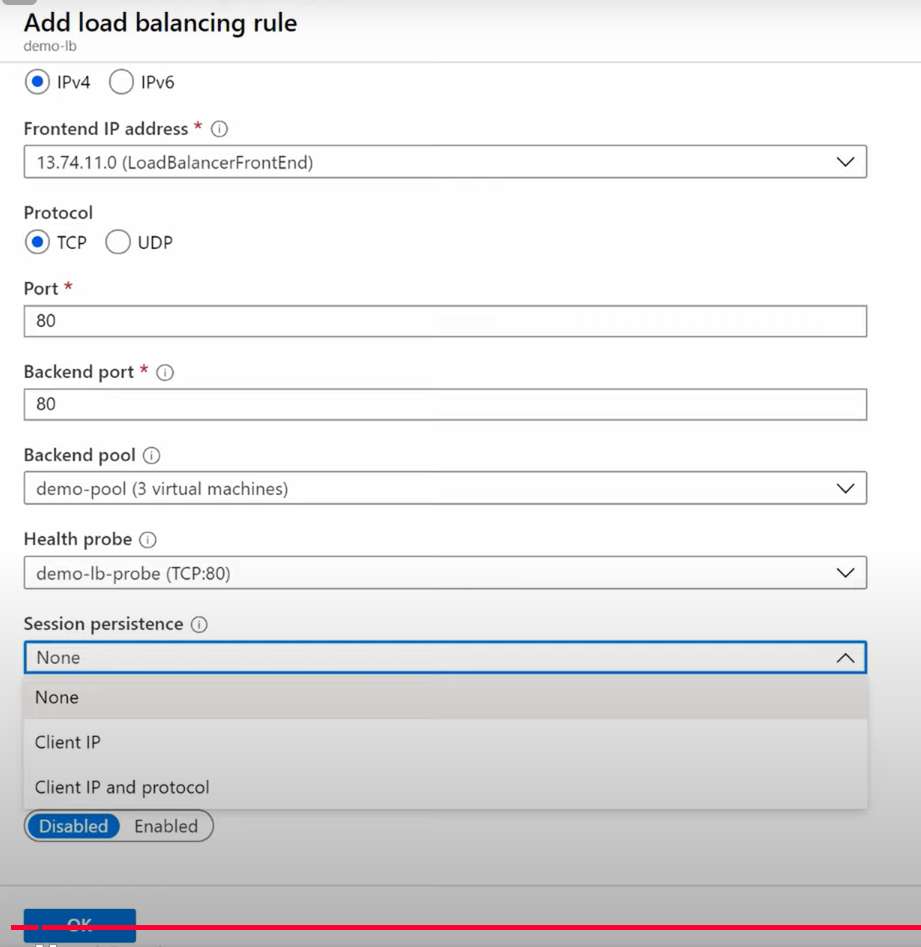 Add load balancing rule
demo-lb
IPv4 IPv6
Frontend IP address *
13.74.11.0 (LoadBalancerFrontEnd)
Protocol
TCP UDP
Port *
80
Backend port *
80
Backend pool
demo-pool (3 virtual machines)
Health probe
demo-lb-probe (TCP:80)
Session persistence
None
None
Client IP
Client IP and protocol
Disabled Enabled
OK